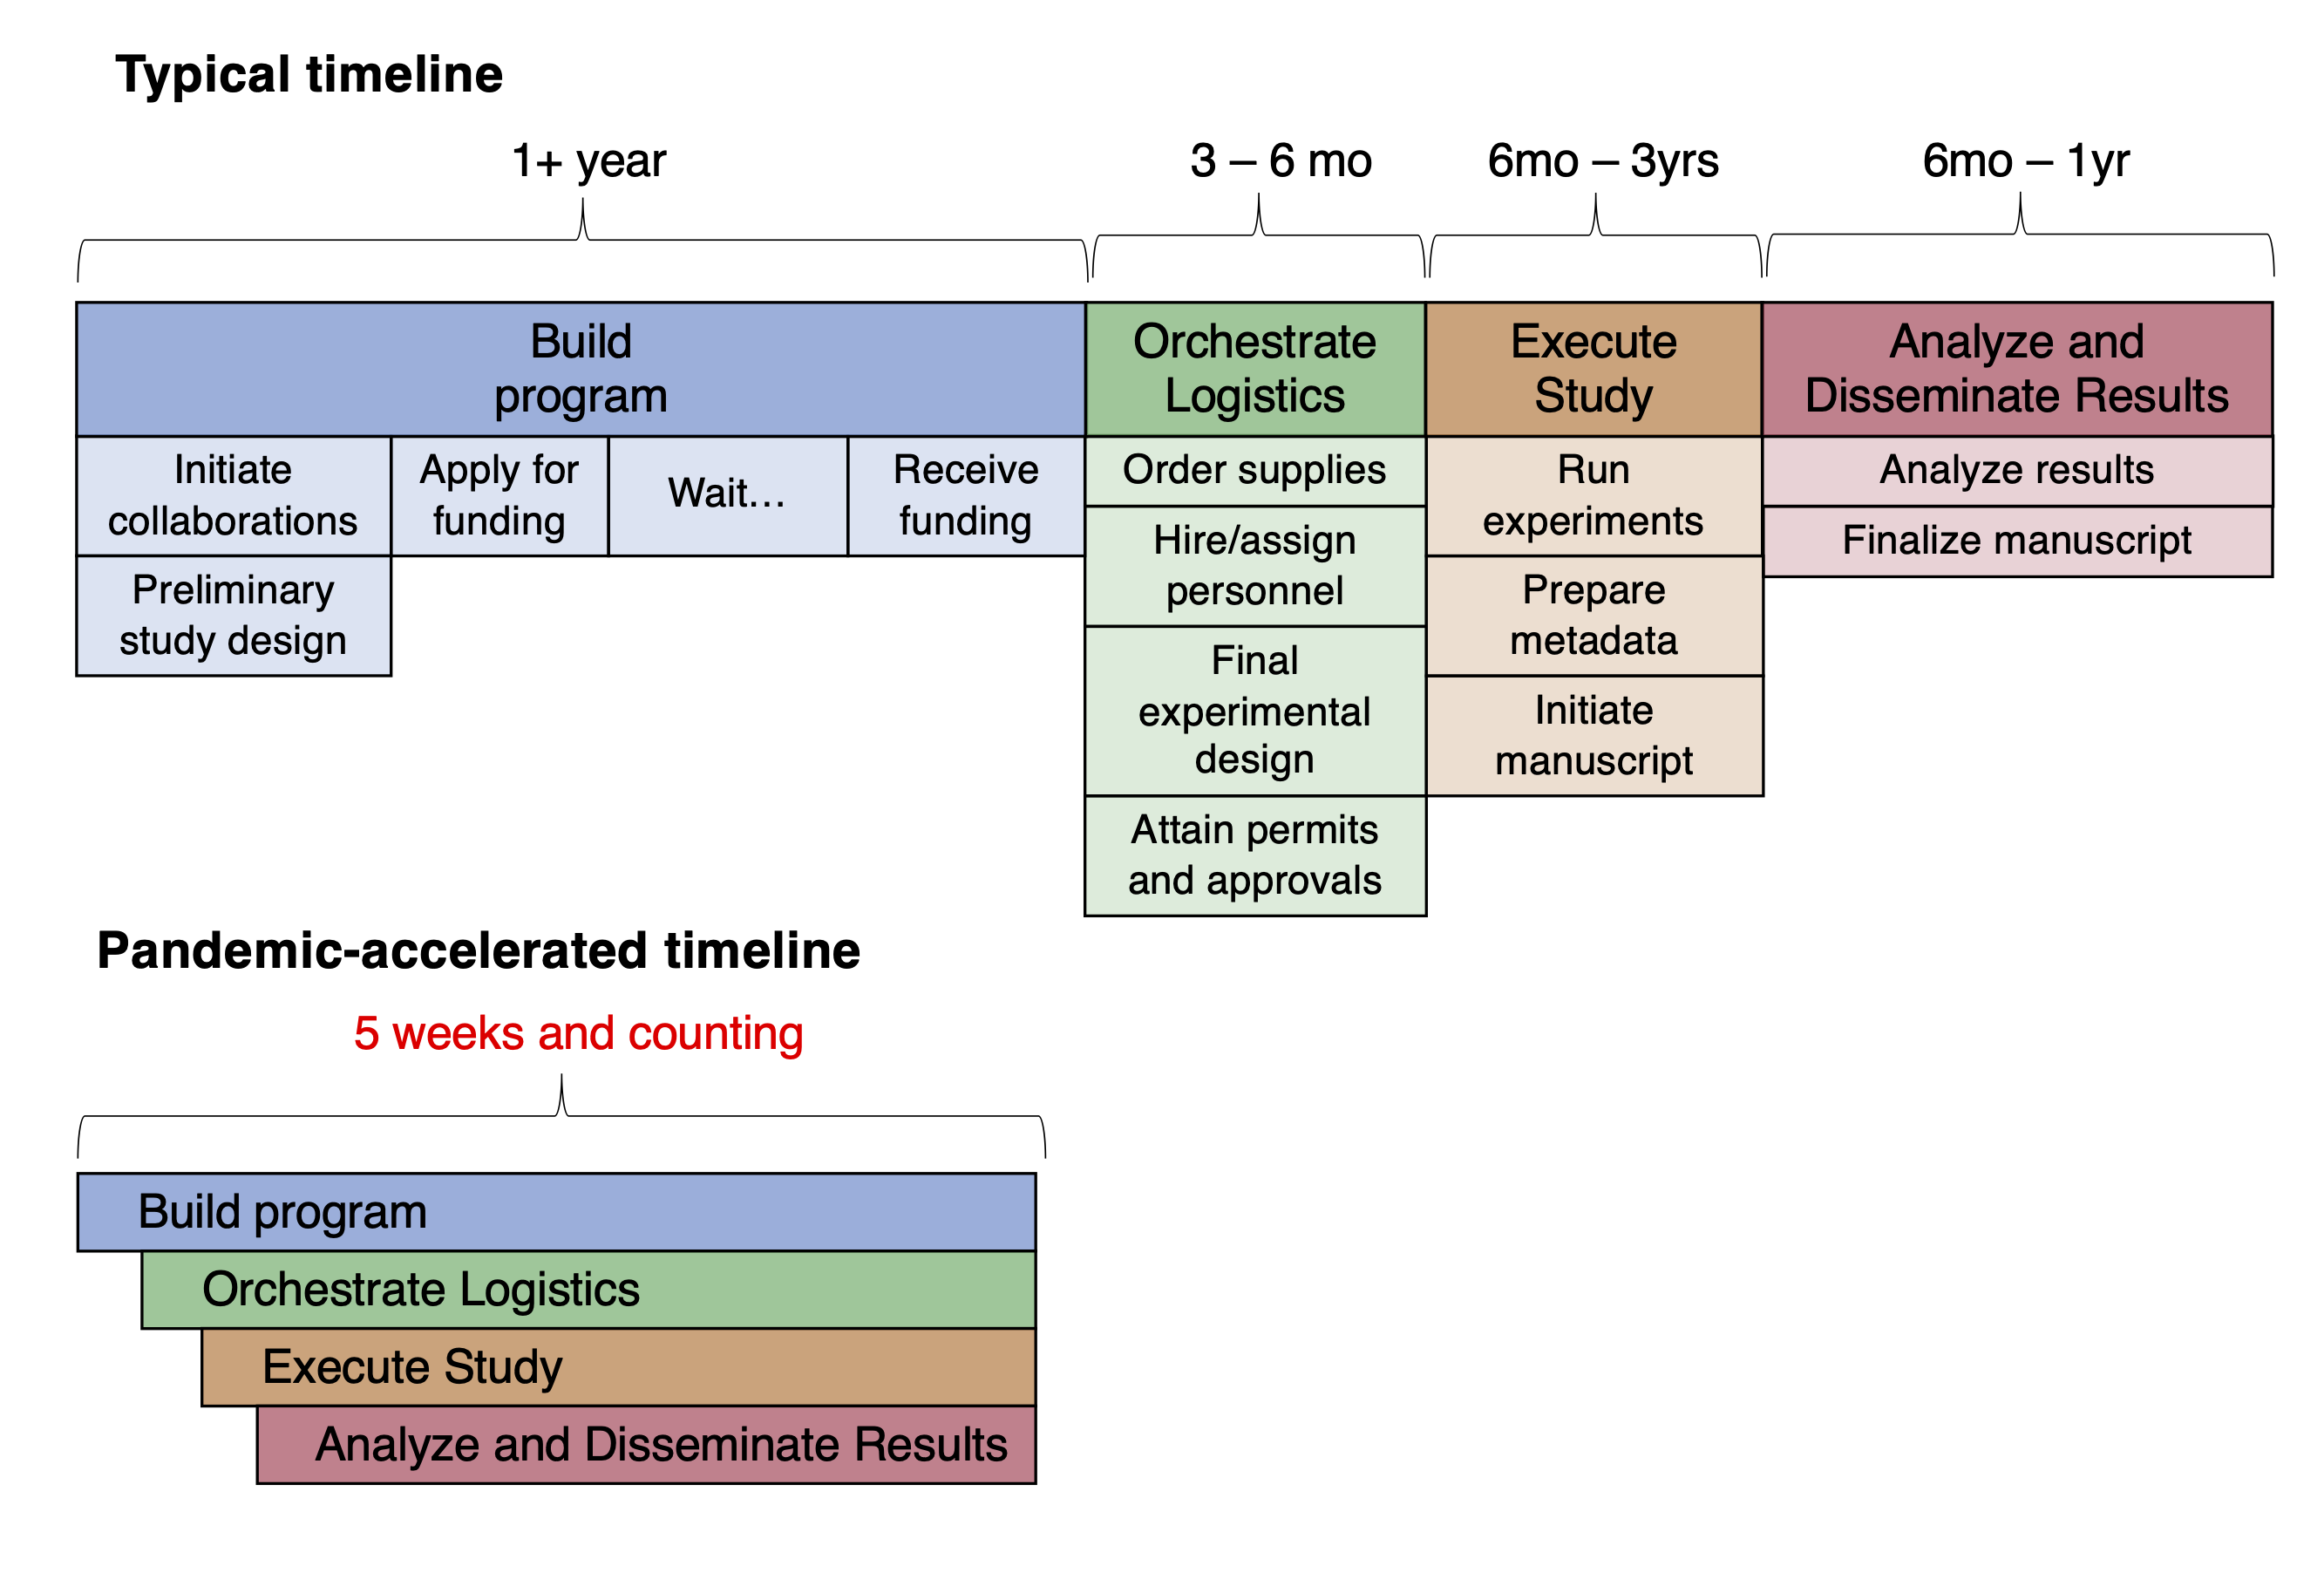 Typical timeline
1+ year
3 – 6 mo
6mo – 3yrs
6mo – 1yr
Build
program
Orchestrate
Logistics
Execute
Study
Analyze and
Disseminate Results
Initiate
collaborations
Apply for
funding
Wait…
Receive
funding
Preliminary
study design
Order supplies
Hire/assign
personnel
Final
experimental
design
Attain permits
and approvals
Run
experiments
Prepare
metadata
Initiate
manuscript
Analyze results
Finalize manuscript
Pandemic-accelerated timeline
5 weeks and counting
Build program
Orchestrate Logistics
Execute Study
Analyze and Disseminate Results